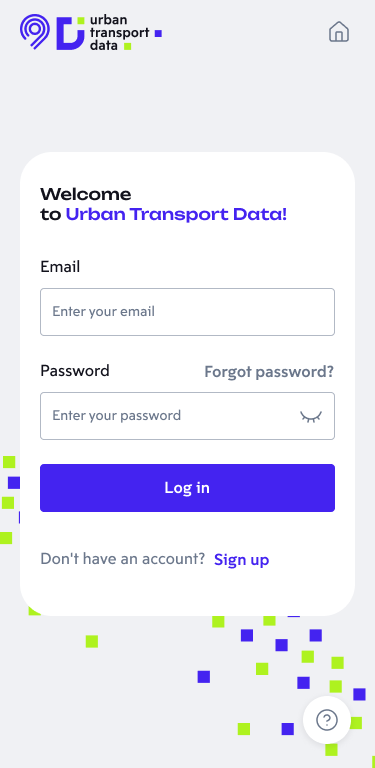 urban
transport
data
Welcome
to Urban Transport Data!
Email
Enter your email
Password Forgot password?
Enter your password
Log in
Don't have an account? Sign up
?